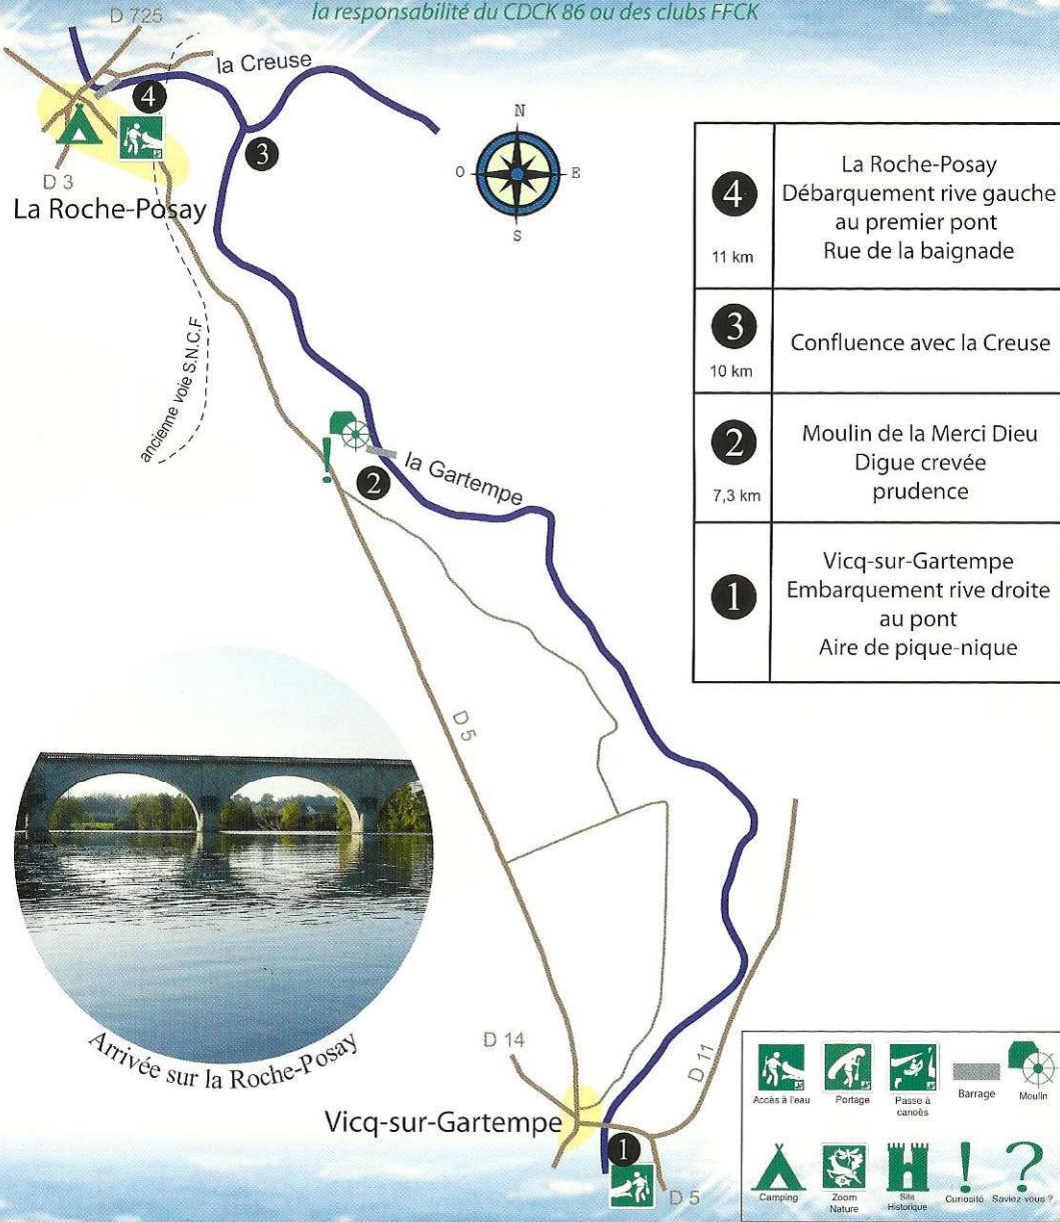 la responsabilité du CDCK 86 ou des clubs FFCK
D 725
la Creuse
4
3
D 3
La Roche-Posay
N
O
E
S
ancienne voie S.N.C.F
4
11 km
La Roche-Posay
Débarquement rive gauche
au premier pont
Rue de la baignade
3
10 km
Confluence avec la Creuse
2
7,3 km
Moulin de la Merci Dieu
Digue crevée
prudence
1
Vicq-sur-Gartempe
Embarquement rive droite
au pont
Aire de pique-nique
!
la Gartempe
2
D 5
Arrivée sur la Roche-Posay
D 14
D 11
Vicq-sur-Gartempe
1
D 5
Accès à l'eau
Portage
Passe à
canoës
Barrage
Moulin
Camping
Zoom
Nature
Site
Historique
!
Curiosité
?
Saviez-vous ?